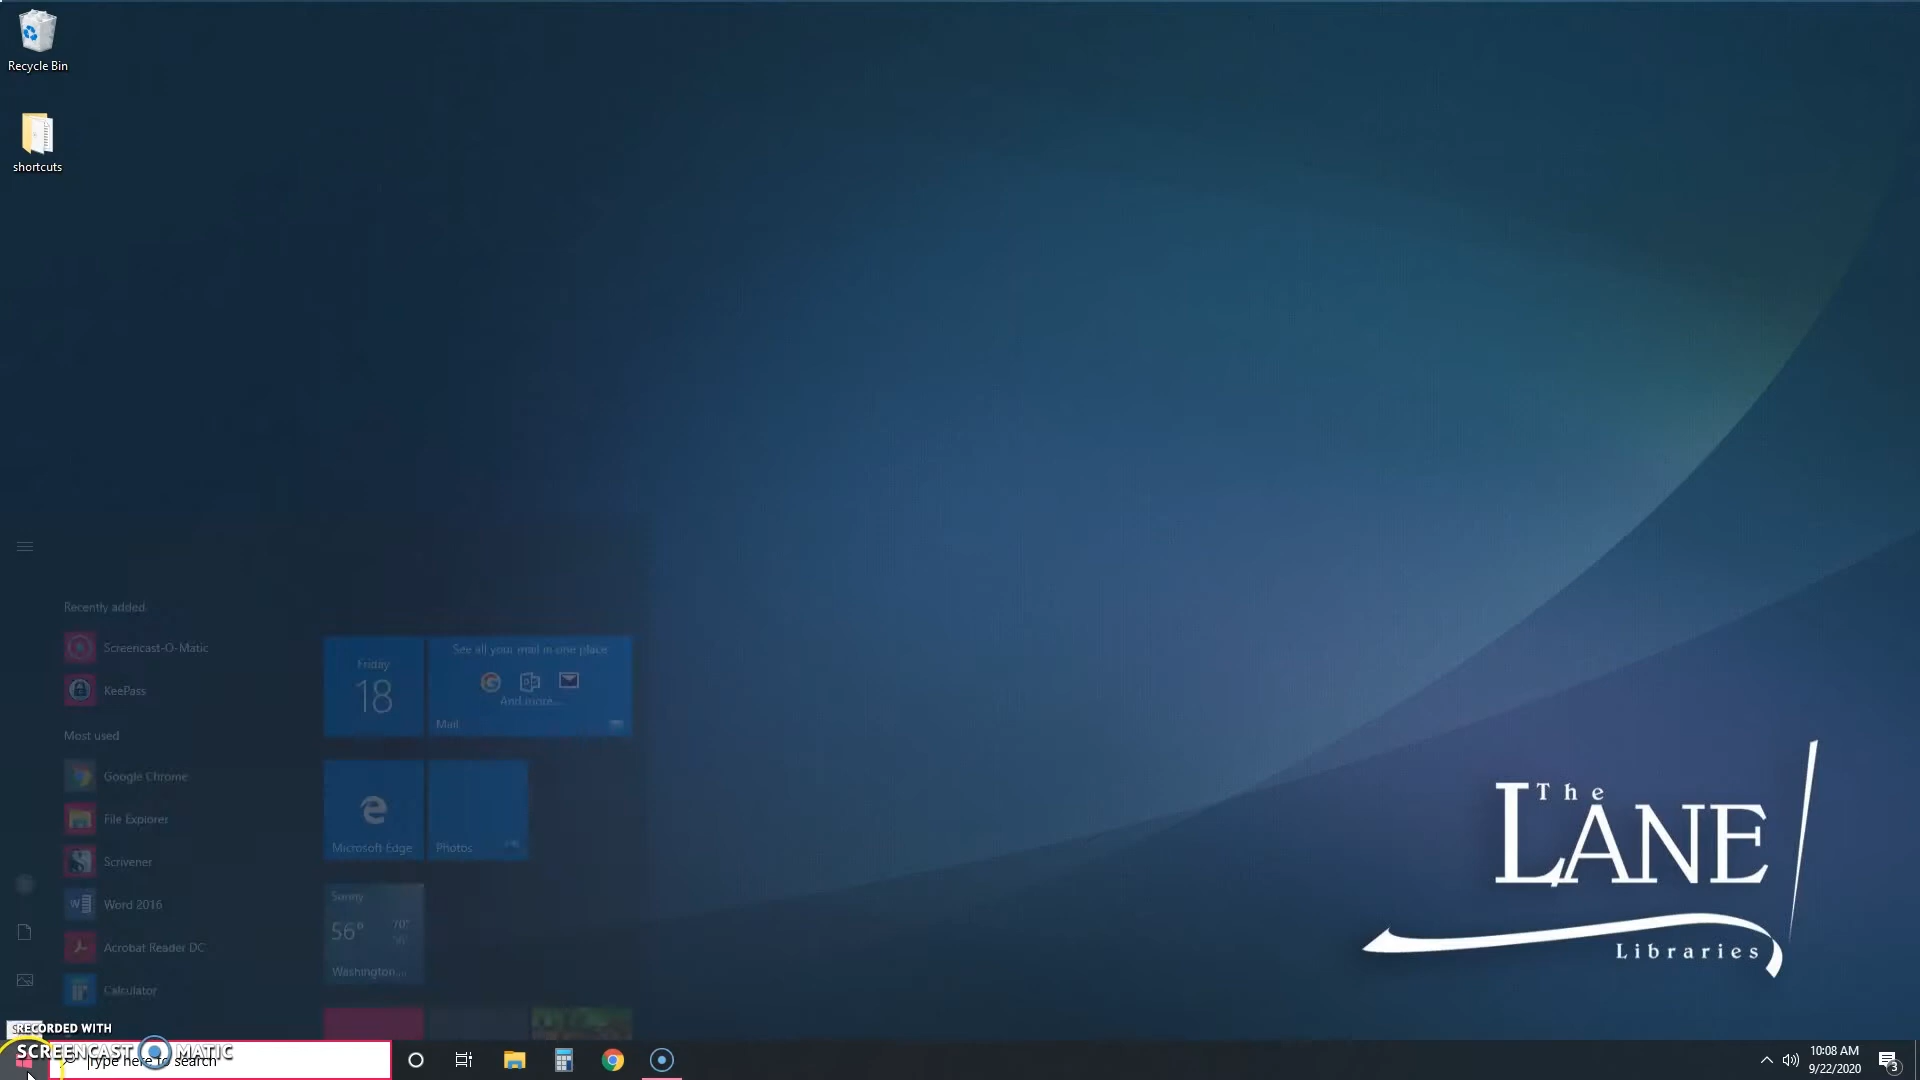 Recycle Bin
shortcuts
Recently added
Screencast-O-Matic
KeePass
Most used
Google Chrome
File Explorer
Scrivener
Word 2016
Acrobat Reader DC
Calculator
Friday
18
See all your mail in one place
And more...
Mail
Microsoft Edge
Photos
Sunny
56°
70°
Washington,...
The
LANE
Libraries
RECORDED WITH
SCREENCAST MATIC
Type here to search
10:08 AM
9/22/2020
3